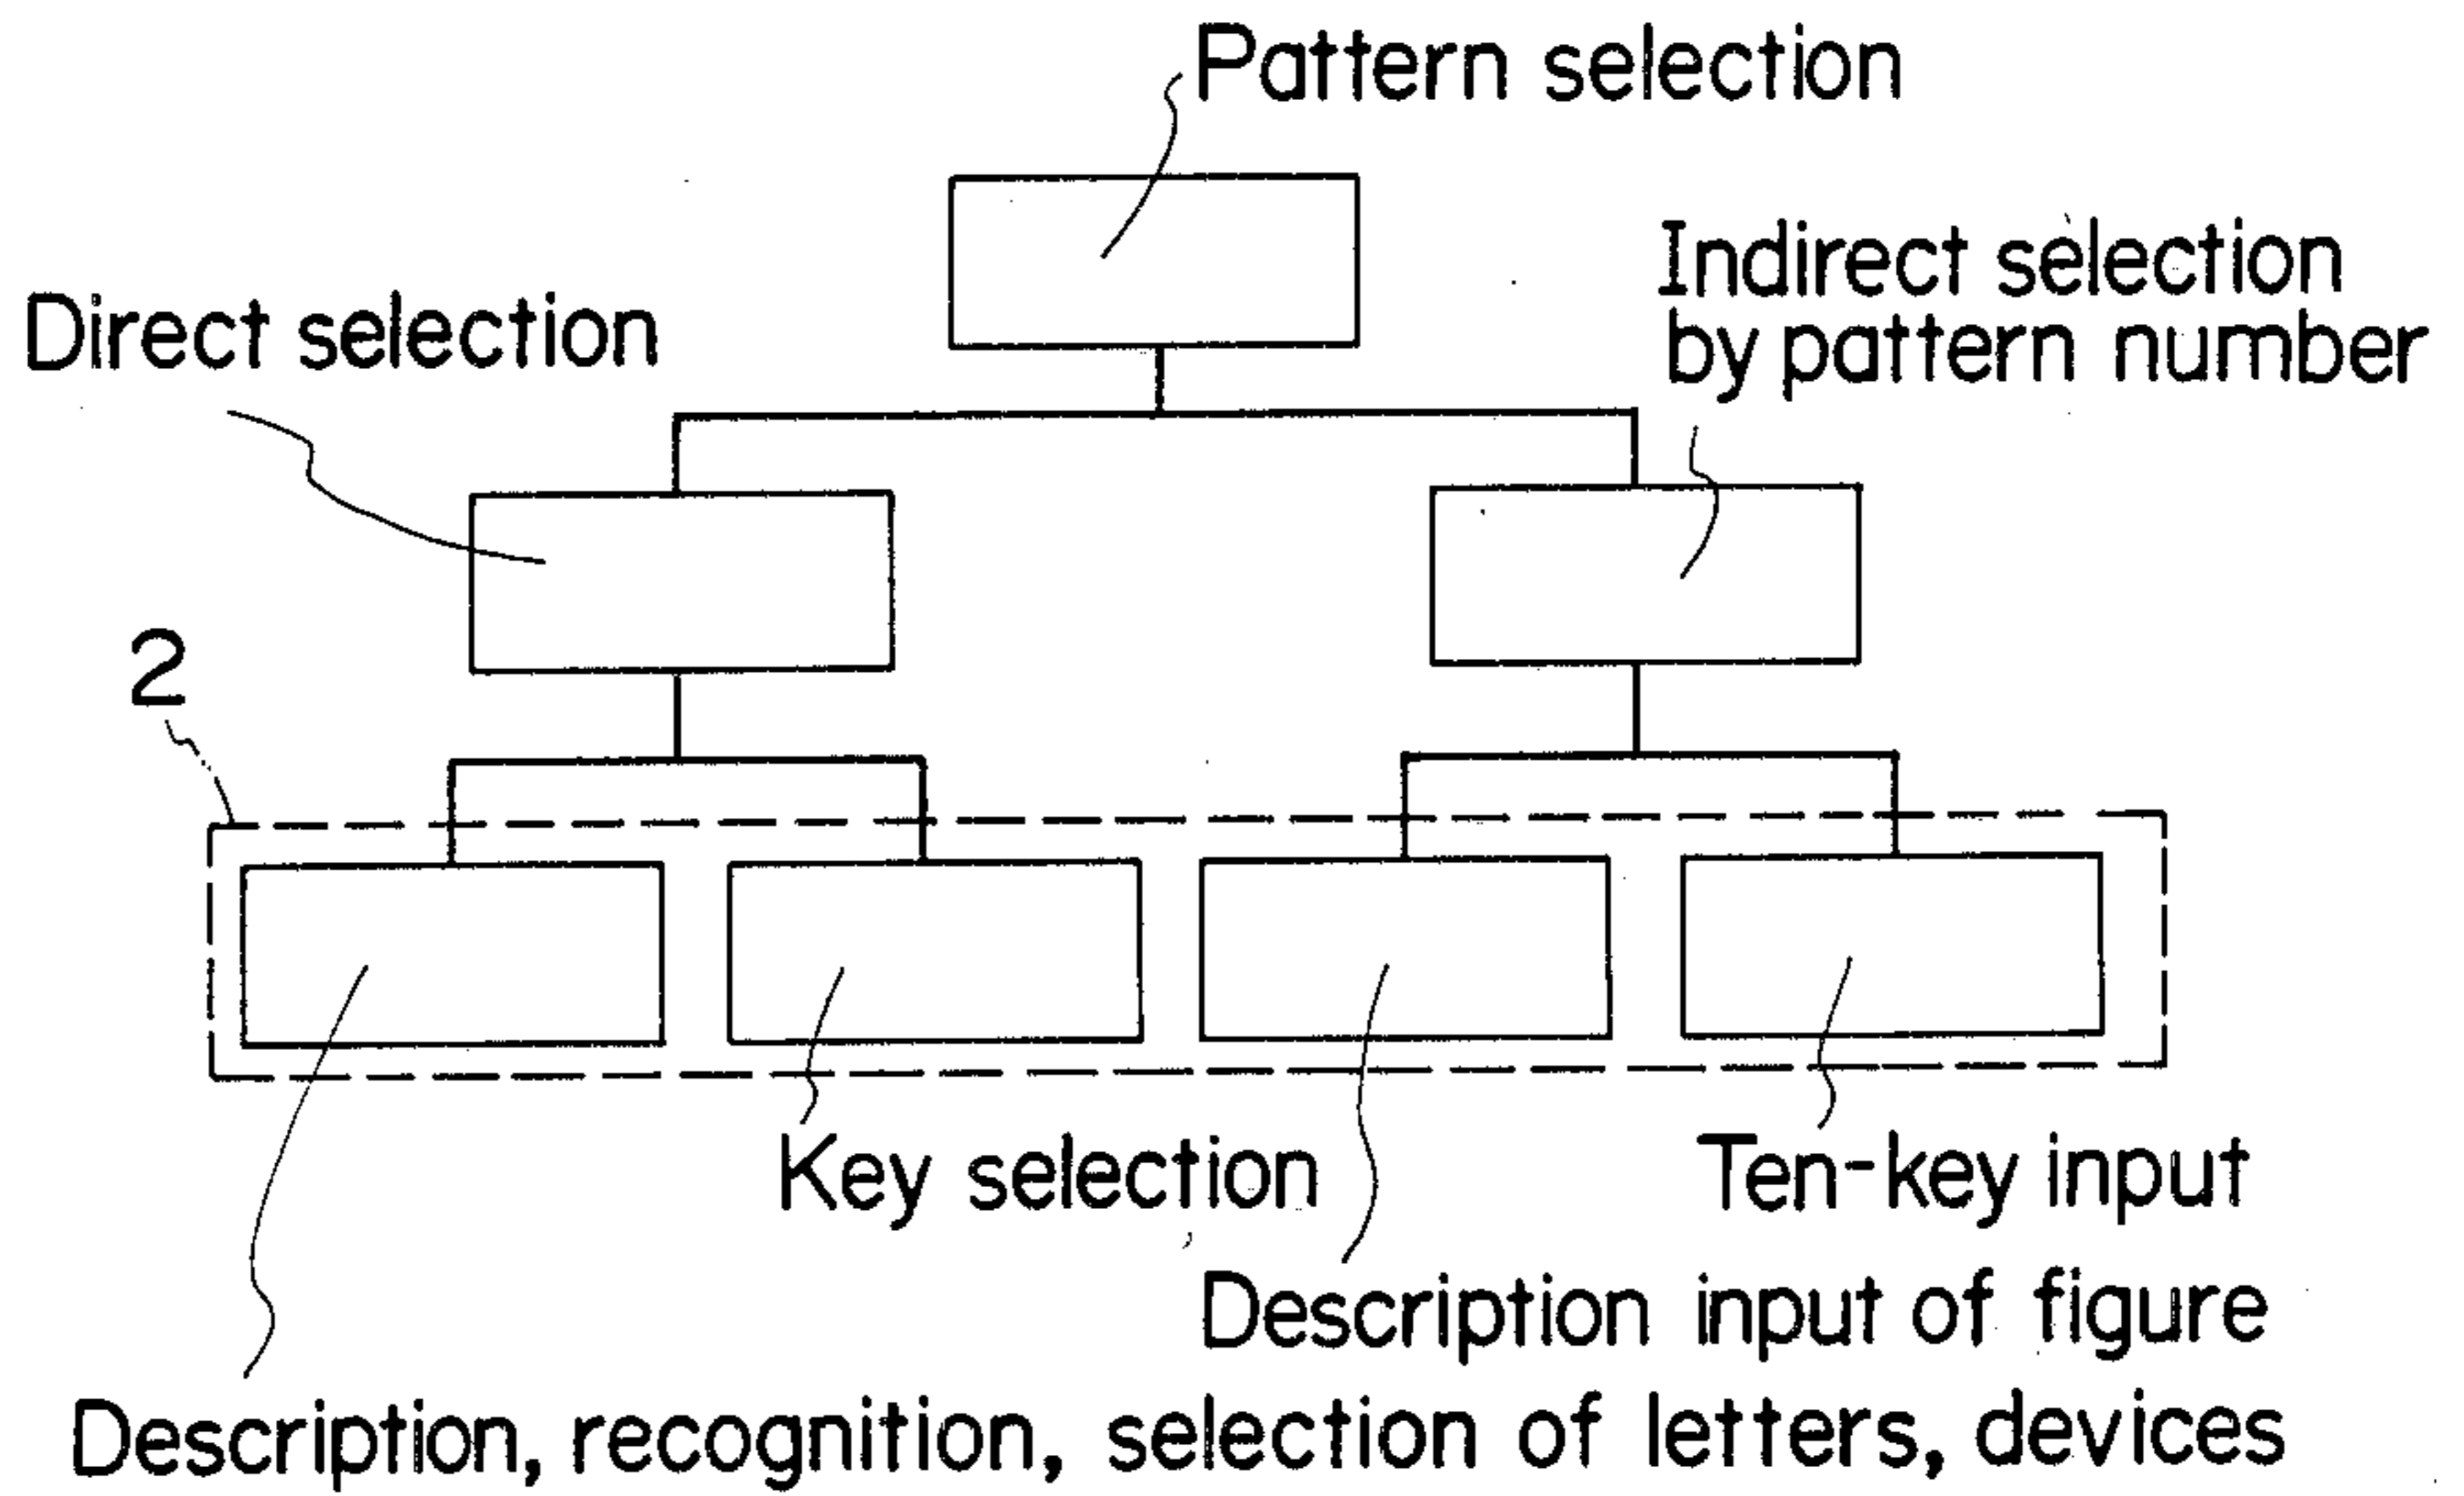 Pattern selection
Indirect selection
by pattern number
Direct selection
2
Key selection
Ten-key input
Description input of figure
Description, recognition, selection of letters, devices